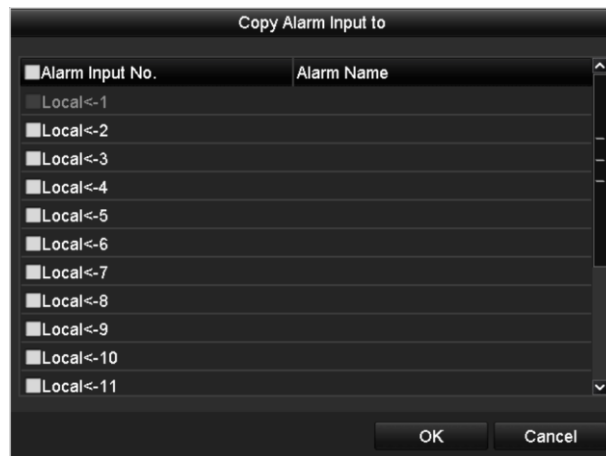 Copy Alarm Input to
Alarm Input No. Alarm Name
Local<-1
Local<-2
Local<-3
Local<-4
Local<-5
Local<-6
Local<-7
Local<-8
Local<-9
Local<-10
Local<-11
OK Cancel